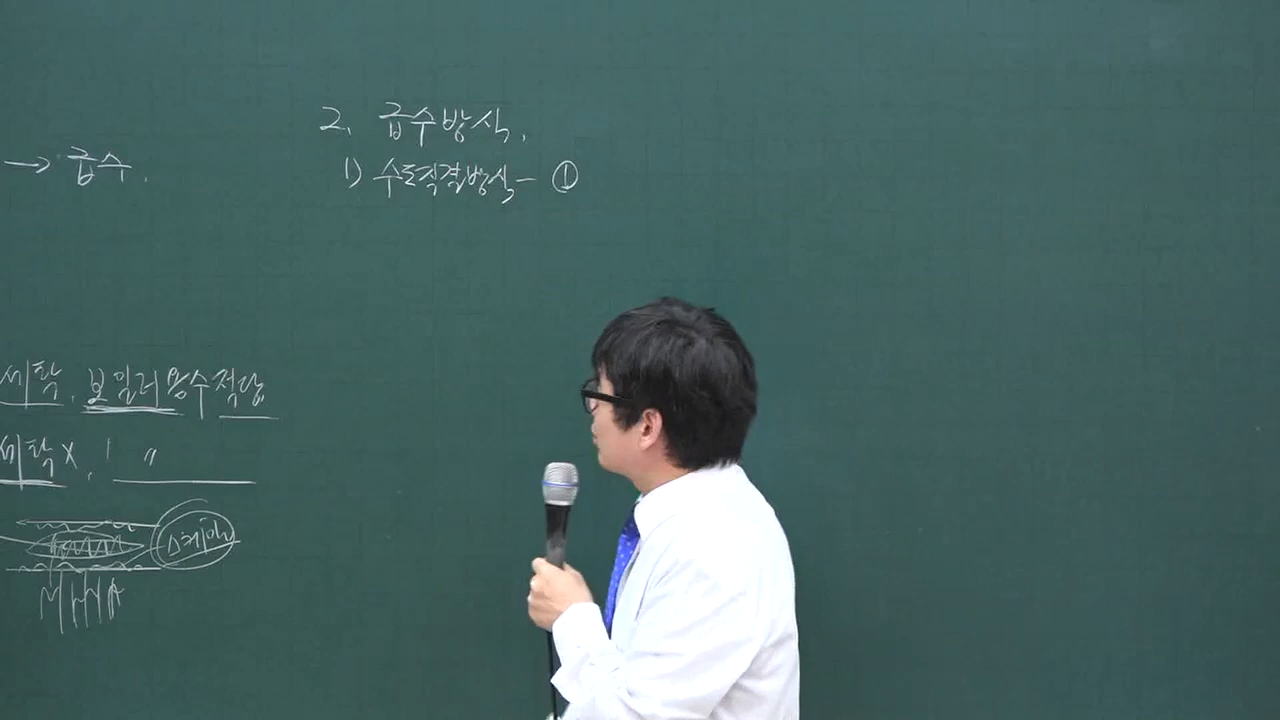 → 급수.
세탁, 보일러용수적당
세탁 X, 〃
스케일
2. 급수방식.
1) 수도직결방식 - ①